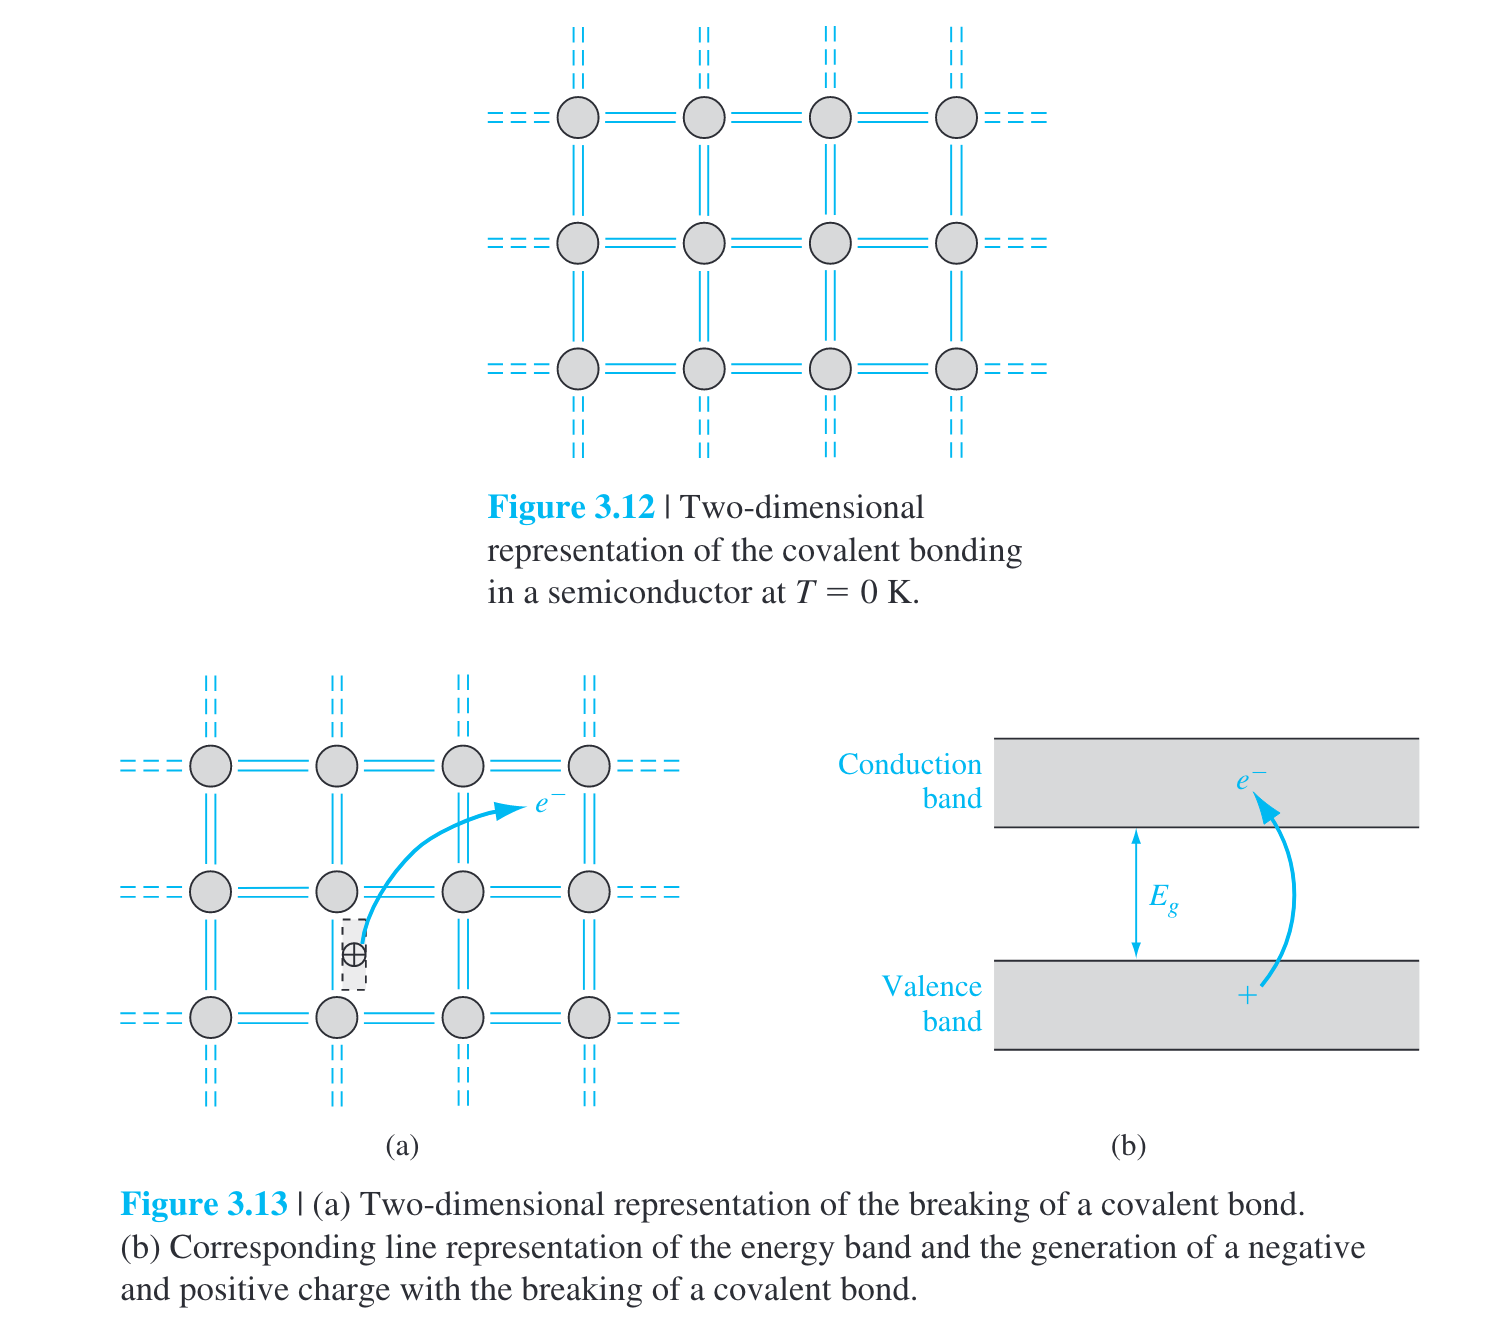 Figure 3.12 | Two-dimensional
representation of the covalent bonding
in a semiconductor at T = 0 K.
e⁻
(a)
Conduction
band
e⁻
E_g
Valence
band
+
(b)
Figure 3.13 | (a) Two-dimensional representation of the breaking of a covalent bond.
(b) Corresponding line representation of the energy band and the generation of a negative
and positive charge with the breaking of a covalent bond.